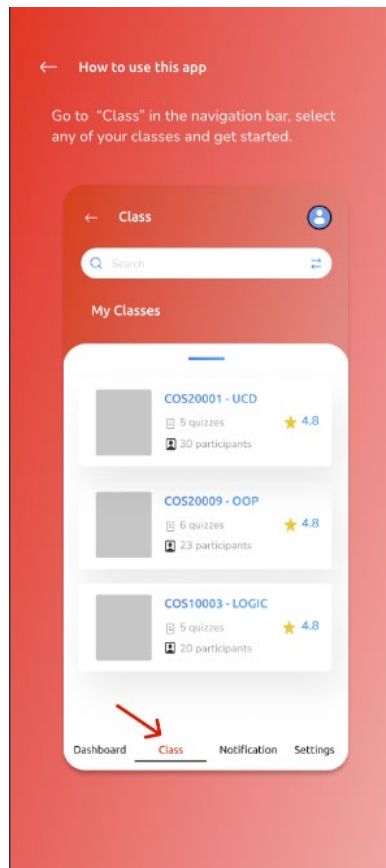 How to use this app
Go to "Class" in the navigation bar, select
any of your classes and get started.
Class
Search
My Classes
COS20001 - UCD
5 quizzes
4.8
30 participants
COS20009 - OOP
6 quizzes
4.8
23 participants
COS10003 - LOGIC
5 quizzes
4.8
20 participants
Dashboard Class Notification Settings